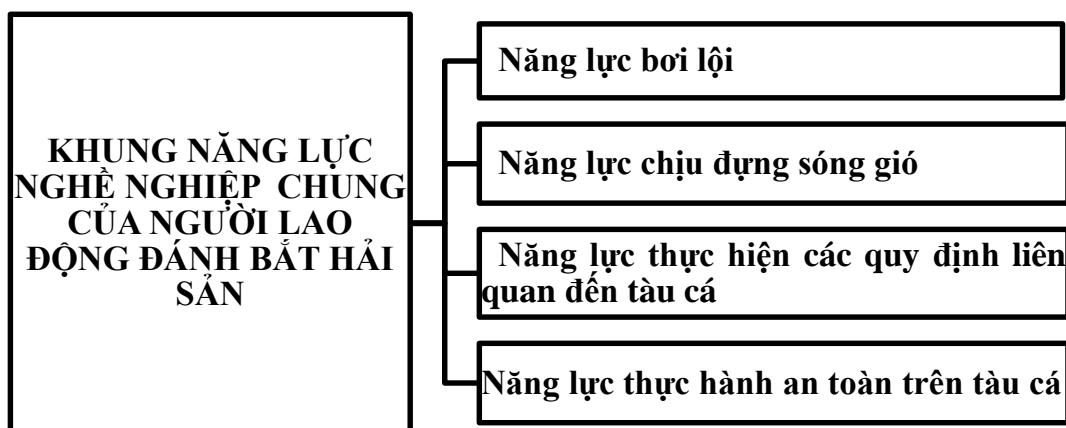 KHUNG NĂNG LỰC
NGHỀ NGHIỆP CHUNG
CỦA NGƯỜI LAO
ĐỘNG ĐÁNH BẮT HẢI
SẢN
Năng lực bơi lội
Năng lực chịu đựng sóng gió
Năng lực thực hiện các quy định liên
quan đến tàu cá
Năng lực thực hành an toàn trên tàu cá